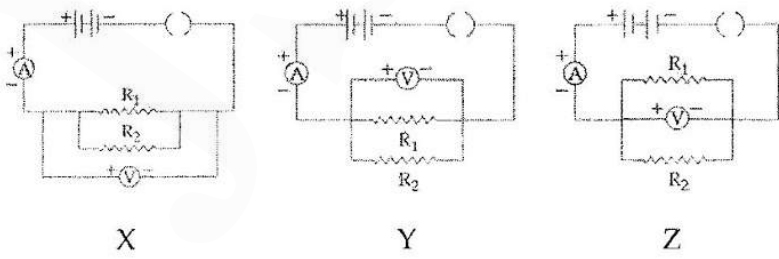 + − ( )
+ A −
R₁
R₂
+ V −
X
+ − ( )
+ A −
+ V −
R₁
R₂
Y
+ − ( )
+ A −
R₁
+ V −
R₂
Z